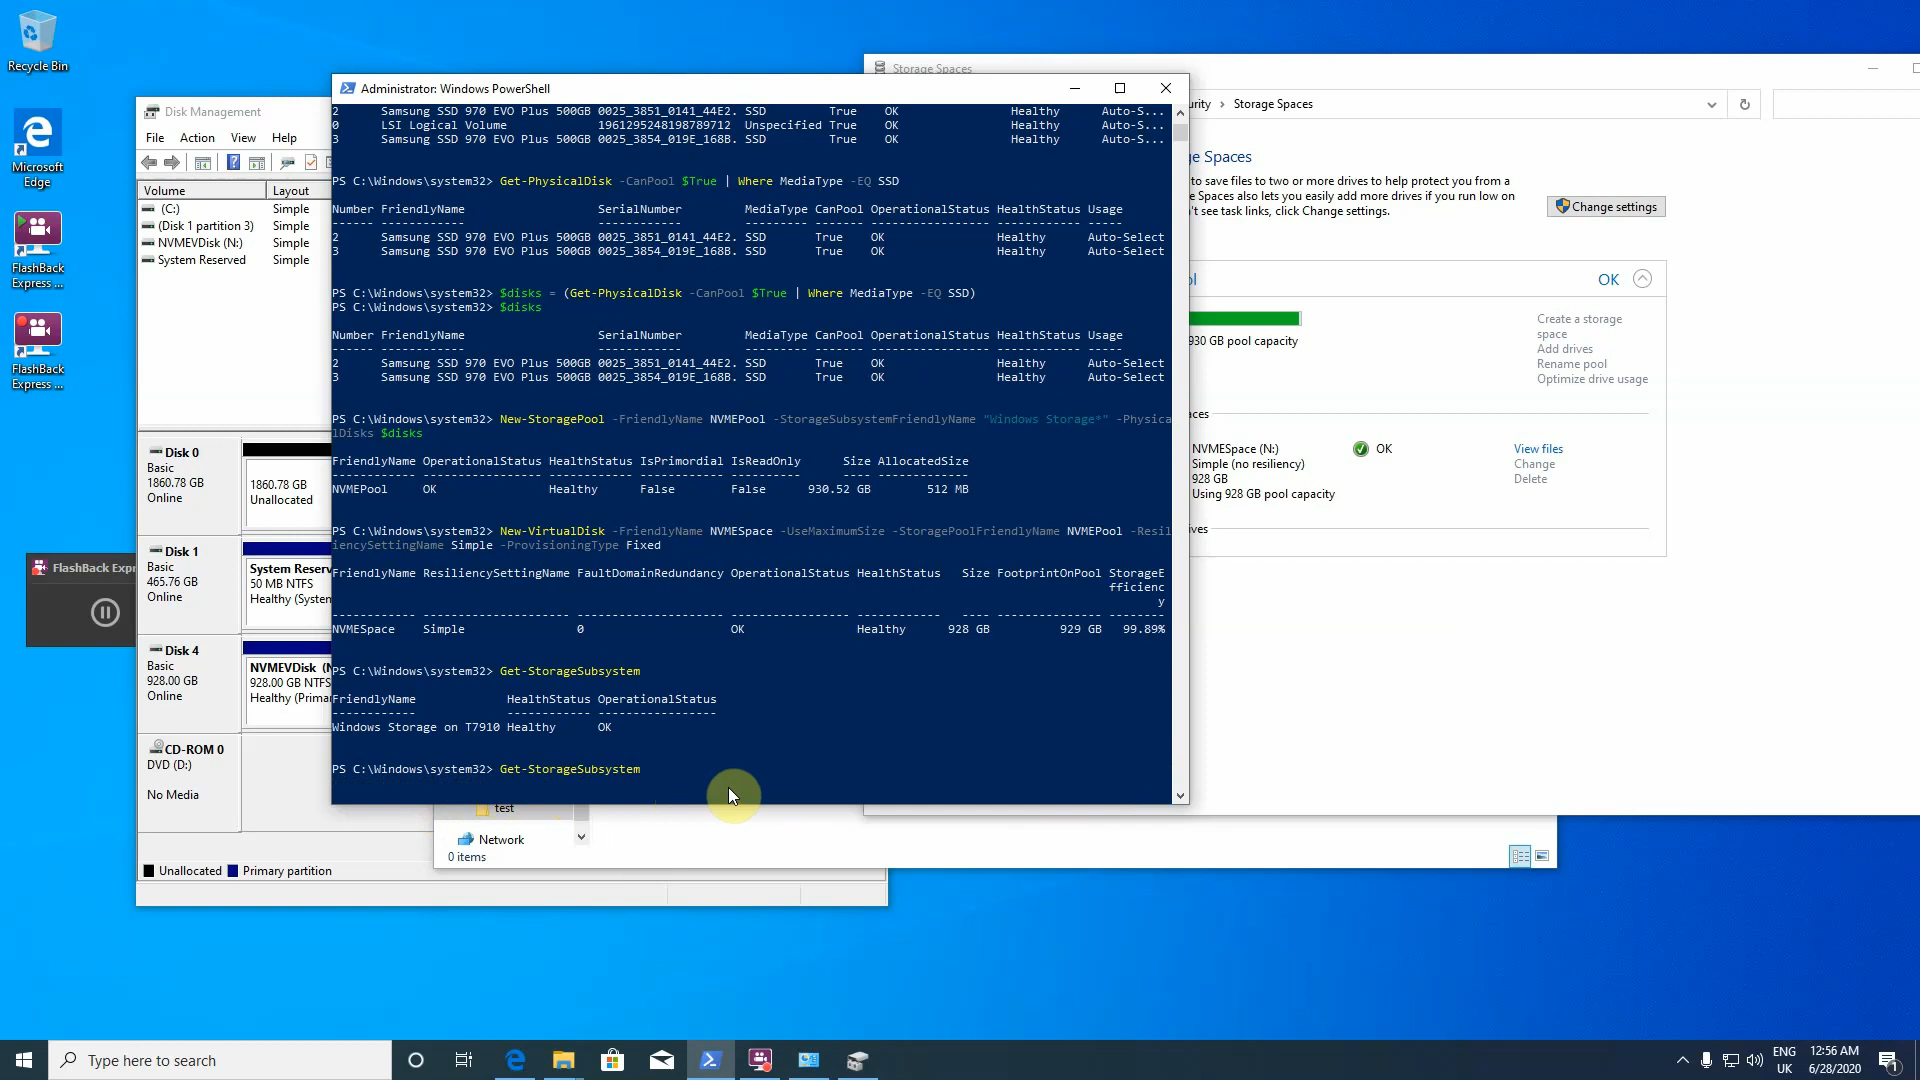 Recycle Bin
Microsoft
Edge
FlashBack
Express ...
FlashBack
Express ...
Disk Management
File Action View Help
Volume Layout
(C:) Simple
(Disk 1 partition 3) Simple
NVMEVDisk (N:) Simple
System Reserved Simple
Disk 0
Basic
1860.78 GB
Online
1860.78 GB
Unallocated
Disk 1
Basic
465.76 GB
Online
System Reserv
50 MB NTFS
Healthy (System
Disk 4
Basic
928.00 GB
Online
NVMEVDisk (N
928.00 GB NTFS
Healthy (Primar
CD-ROM 0
DVD (D:)
No Media
Unallocated Primary partition
FlashBack Expr
Administrator: Windows PowerShell
2 Samsung SSD 970 EVO Plus 500GB 0025_3851_0141_44E2. SSD True OK Healthy Auto-S...
0 LSI Logical Volume 1961295248198789712 Unspecified True OK Healthy Auto-S...
3 Samsung SSD 970 EVO Plus 500GB 0025_3854_019E_168B. SSD True OK Healthy Auto-S...
PS C:\Windows\system32> Get-PhysicalDisk -CanPool $True | Where MediaType -EQ SSD
Number FriendlyName SerialNumber MediaType CanPool OperationalStatus HealthStatus Usage
------ ------------ ------------ --------- ------- ----------------- ------------ -----
2 Samsung SSD 970 EVO Plus 500GB 0025_3851_0141_44E2. SSD True OK Healthy Auto-Select
3 Samsung SSD 970 EVO Plus 500GB 0025_3854_019E_168B. SSD True OK Healthy Auto-Select
PS C:\Windows\system32> $disks = (Get-PhysicalDisk -CanPool $True | Where MediaType -EQ SSD)
PS C:\Windows\system32> $disks
Number FriendlyName SerialNumber MediaType CanPool OperationalStatus HealthStatus Usage
------ ------------ ------------ --------- ------- ----------------- ------------ -----
2 Samsung SSD 970 EVO Plus 500GB 0025_3851_0141_44E2. SSD True OK Healthy Auto-Select
3 Samsung SSD 970 EVO Plus 500GB 0025_3854_019E_168B. SSD True OK Healthy Auto-Select
PS C:\Windows\system32> New-StoragePool -FriendlyName NVMEPool -StorageSubsystemFriendlyName "Windows Storage*" -Physica
lDisks $disks
FriendlyName OperationalStatus HealthStatus IsPrimordial IsReadOnly Size AllocatedSize
------------ ----------------- ------------ ------------ ---------- ---- -------------
NVMEPool OK Healthy False False 930.52 GB 512 MB
PS C:\Windows\system32> New-VirtualDisk -FriendlyName NVMESpace -UseMaximumSize -StoragePoolFriendlyName NVMEPool -Resil
iencySettingName Simple -ProvisioningType Fixed
FriendlyName ResiliencySettingName FaultDomainRedundancy OperationalStatus HealthStatus Size FootprintOnPool StorageE
fficienc
y
------------ --------------------- --------------------- ----------------- ------------ ---- --------------- --------
NVMESpace Simple 0 OK Healthy 928 GB 929 GB 99.89%
PS C:\Windows\system32> Get-StorageSubsystem
FriendlyName HealthStatus OperationalStatus
------------ ------------ -----------------
Windows Storage on T7910 Healthy OK
PS C:\Windows\system32> Get-StorageSubsystem
test
Network
0 items
Storage Spaces
urity › Storage Spaces
ge Spaces
to save files to two or more drives to help protect you from a
ge Spaces also lets you easily add more drives if you run low on
n't see task links, click Change settings.
Change settings
ol OK
930 GB pool capacity
Create a storage
space
Add drives
Rename pool
Optimize drive usage
aces
NVMESpace (N:)
Simple (no resiliency)
928 GB
Using 928 GB pool capacity
OK
View files
Change
Delete
ives
Type here to search
ENG
UK
12:56 AM
6/28/2020
1